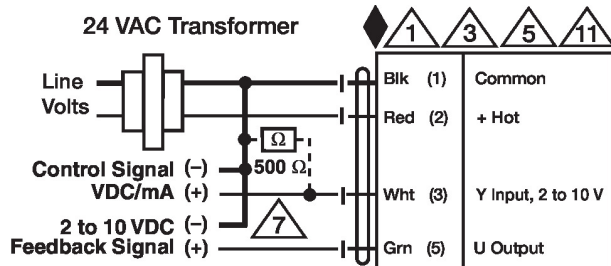 24 VAC Transformer
1 3 5 11
Line
Volts
Blk (1) Common
Red (2) + Hot
Ω
500 Ω
Control Signal (–)
VDC/mA (+)
Wht (3) Y Input, 2 to 10 V
7
2 to 10 VDC (–)
Feedback Signal (+)
Grn (5) U Output